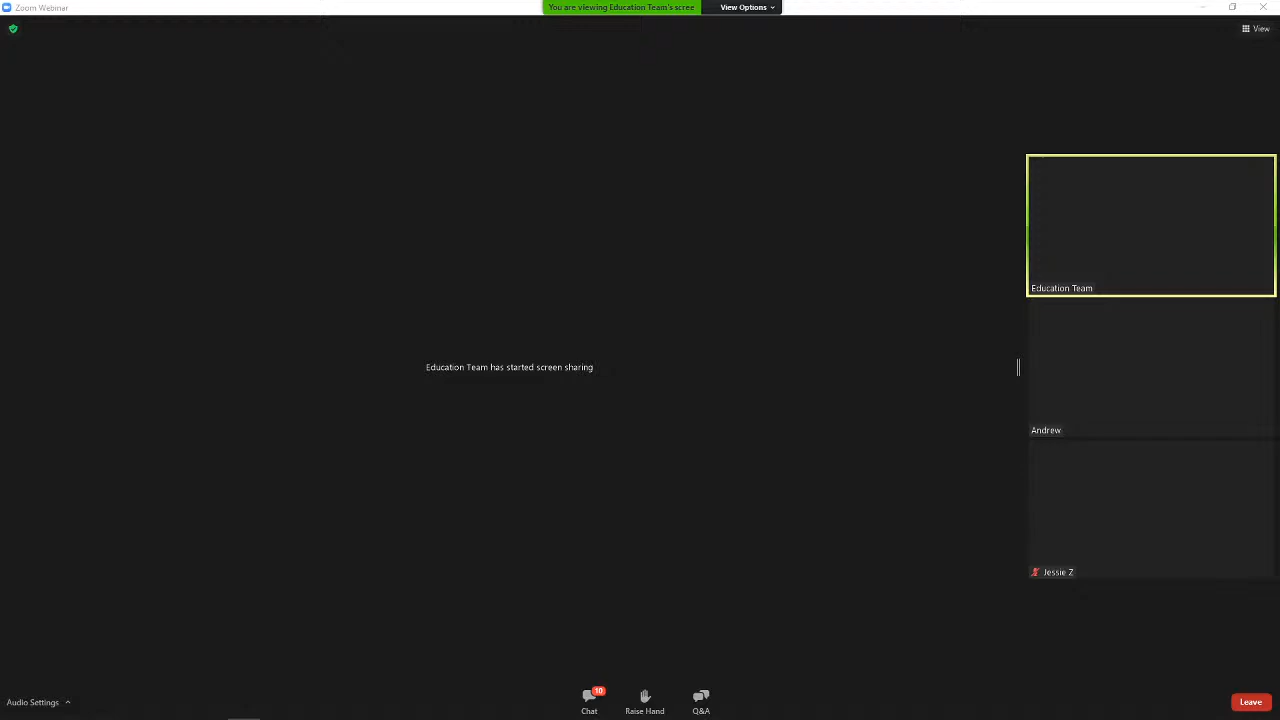 Zoom Webinar
You are viewing Education Team's scree
View Options
View
Education Team
Education Team has started screen sharing
Andrew
Jessie Z
Audio Settings
10
Chat
Raise Hand
Q&A
Leave